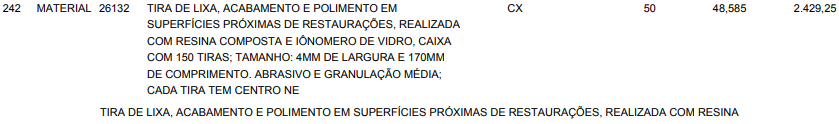 242 MATERIAL 26132 TIRA DE LIXA, ACABAMENTO E POLIMENTO EM CX 50 48,585 2.429,25
SUPERFÍCIES PRÓXIMAS DE RESTAURAÇÕES, REALIZADA
COM RESINA COMPOSTA E IÔNOMERO DE VIDRO, CAIXA
COM 150 TIRAS; TAMANHO: 4MM DE LARGURA E 170MM
DE COMPRIMENTO. ABRASIVO E GRANULAÇÃO MÉDIA;
CADA TIRA TEM CENTRO NE
TIRA DE LIXA, ACABAMENTO E POLIMENTO EM SUPERFÍCIES PRÓXIMAS DE RESTAURAÇÕES, REALIZADA COM RESINA